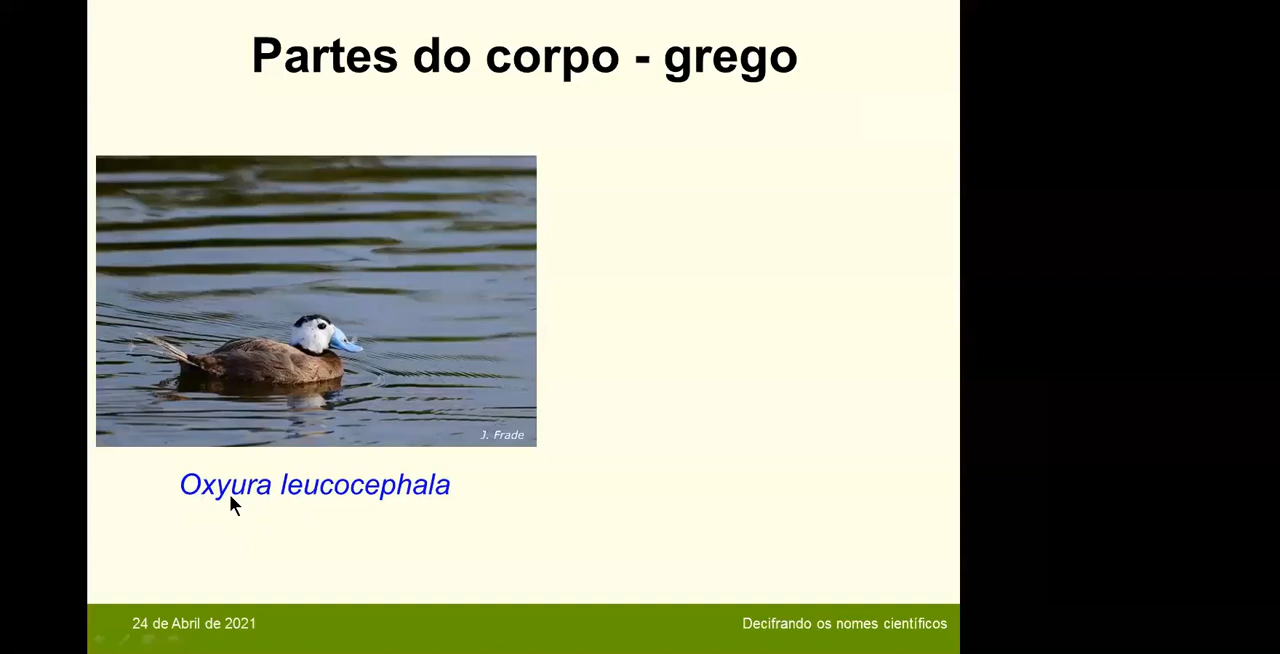 Partes do corpo - grego
J. Frade
Oxyura leucocephala
24 de Abril de 2021
Decifrando os nomes científicos